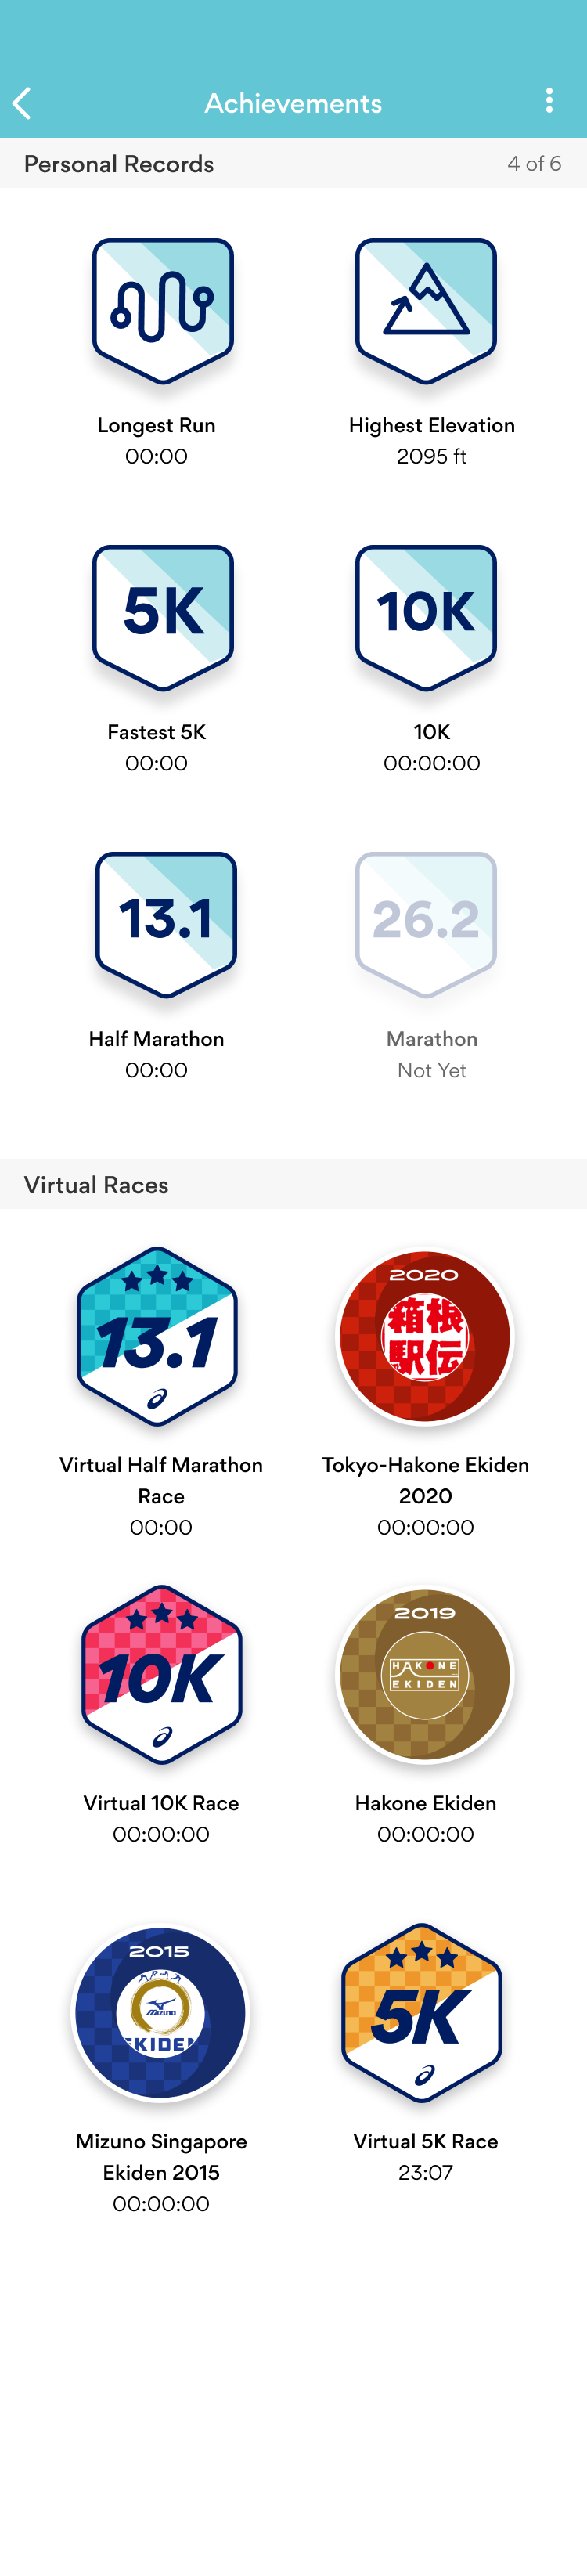 Achievements
Personal Records
4 of 6
Longest Run
00:00
Highest Elevation
2095 ft
5K
Fastest 5K
00:00
10K
10K
00:00:00
13.1
Half Marathon
00:00
26.2
Marathon
Not Yet
Virtual Races
13.1
Virtual Half Marathon
Race
00:00
2020
箱根
駅伝
Tokyo-Hakone Ekiden
2020
00:00:00
10K
Virtual 10K Race
00:00:00
2019
HAKONE
EKIDEN
Hakone Ekiden
00:00:00
2015
Mizuno
EKIDEN
Mizuno Singapore
Ekiden 2015
00:00:00
5K
Virtual 5K Race
23:07